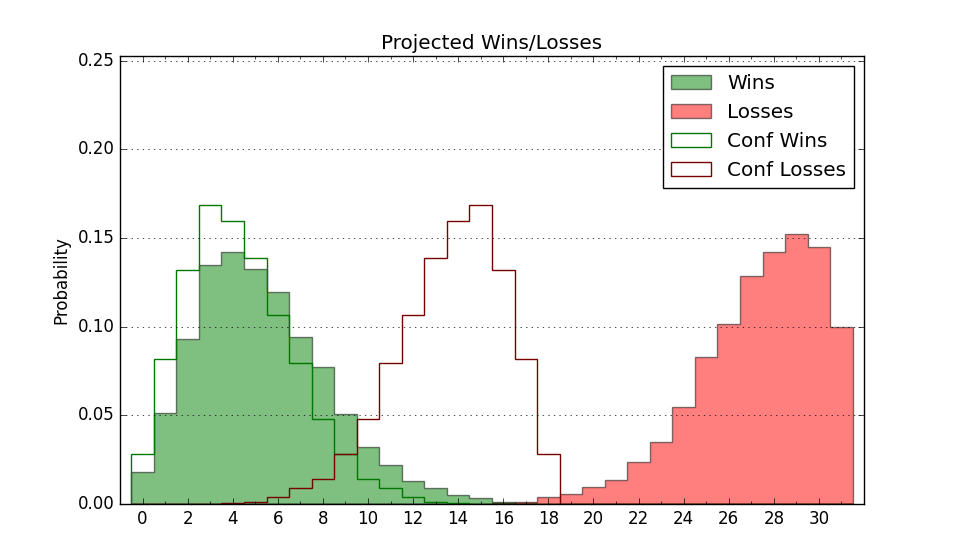 Projected Wins/Losses
0.25
0.20
0.15
0.10
0.05
0.00
Probability
Wins
Losses
Conf Wins
Conf Losses
0 2 4 6 8 10 12 14 16 18 20 22 24 26 28 30